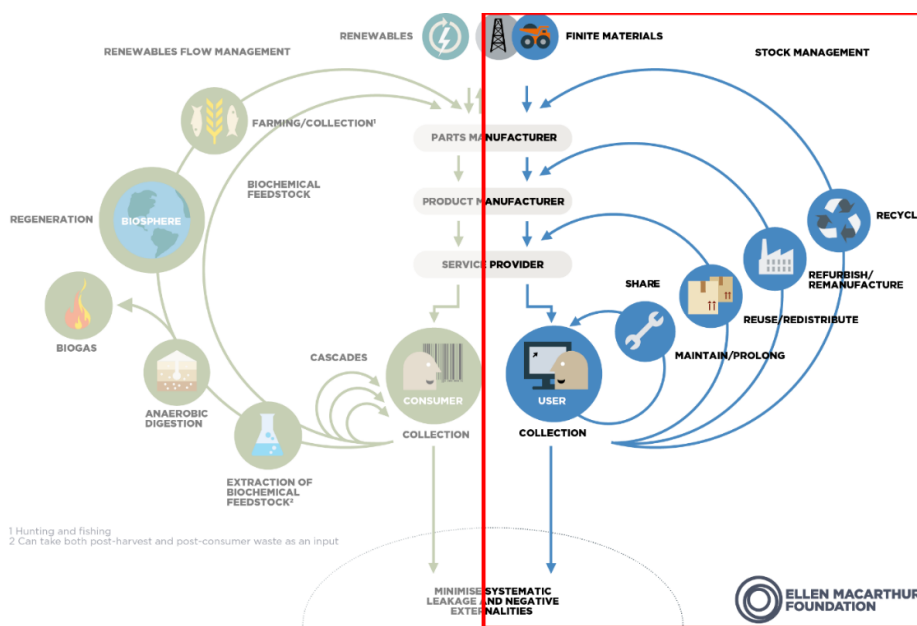 RENEWABLES
FINITE MATERIALS
RENEWABLES FLOW MANAGEMENT
STOCK MANAGEMENT
FARMING/COLLECTION¹
PARTS MANUFACTURER
BIOCHEMICAL
FEEDSTOCK
PRODUCT MANUFACTURER
REGENERATION
BIOSPHERE
RECYCL
SERVICE PROVIDER
REFURBISH/
REMANUFACTURE
SHARE
REUSE/REDISTRIBUTE
BIOGAS
MAINTAIN/PROLONG
CASCADES
CONSUMER
USER
ANAEROBIC
DIGESTION
COLLECTION
COLLECTION
EXTRACTION OF
BIOCHEMICAL
FEEDSTOCK²
1 Hunting and fishing
2 Can take both post-harvest and post-consumer waste as an input
MINIMISE SYSTEMATIC
LEAKAGE AND NEGATIVE
EXTERNALITIES
ELLEN MACARTHUR
FOUNDATION